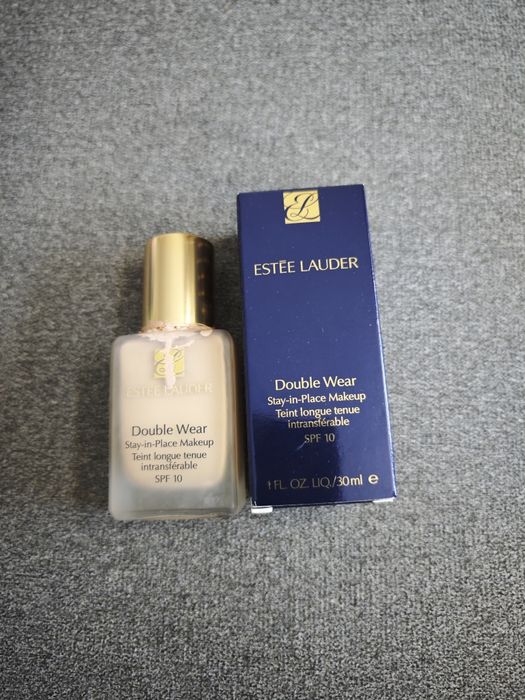 ESTĒE LAUDER
Double Wear
Stay-in-Place Makeup
Teint longue tenue
intransférable
SPF 10
ESTĒE LAUDER
Double Wear
Stay-in-Place Makeup
Teint longue tenue
intransférable
SPF 10
1 FL. OZ. LIQ./30ml e